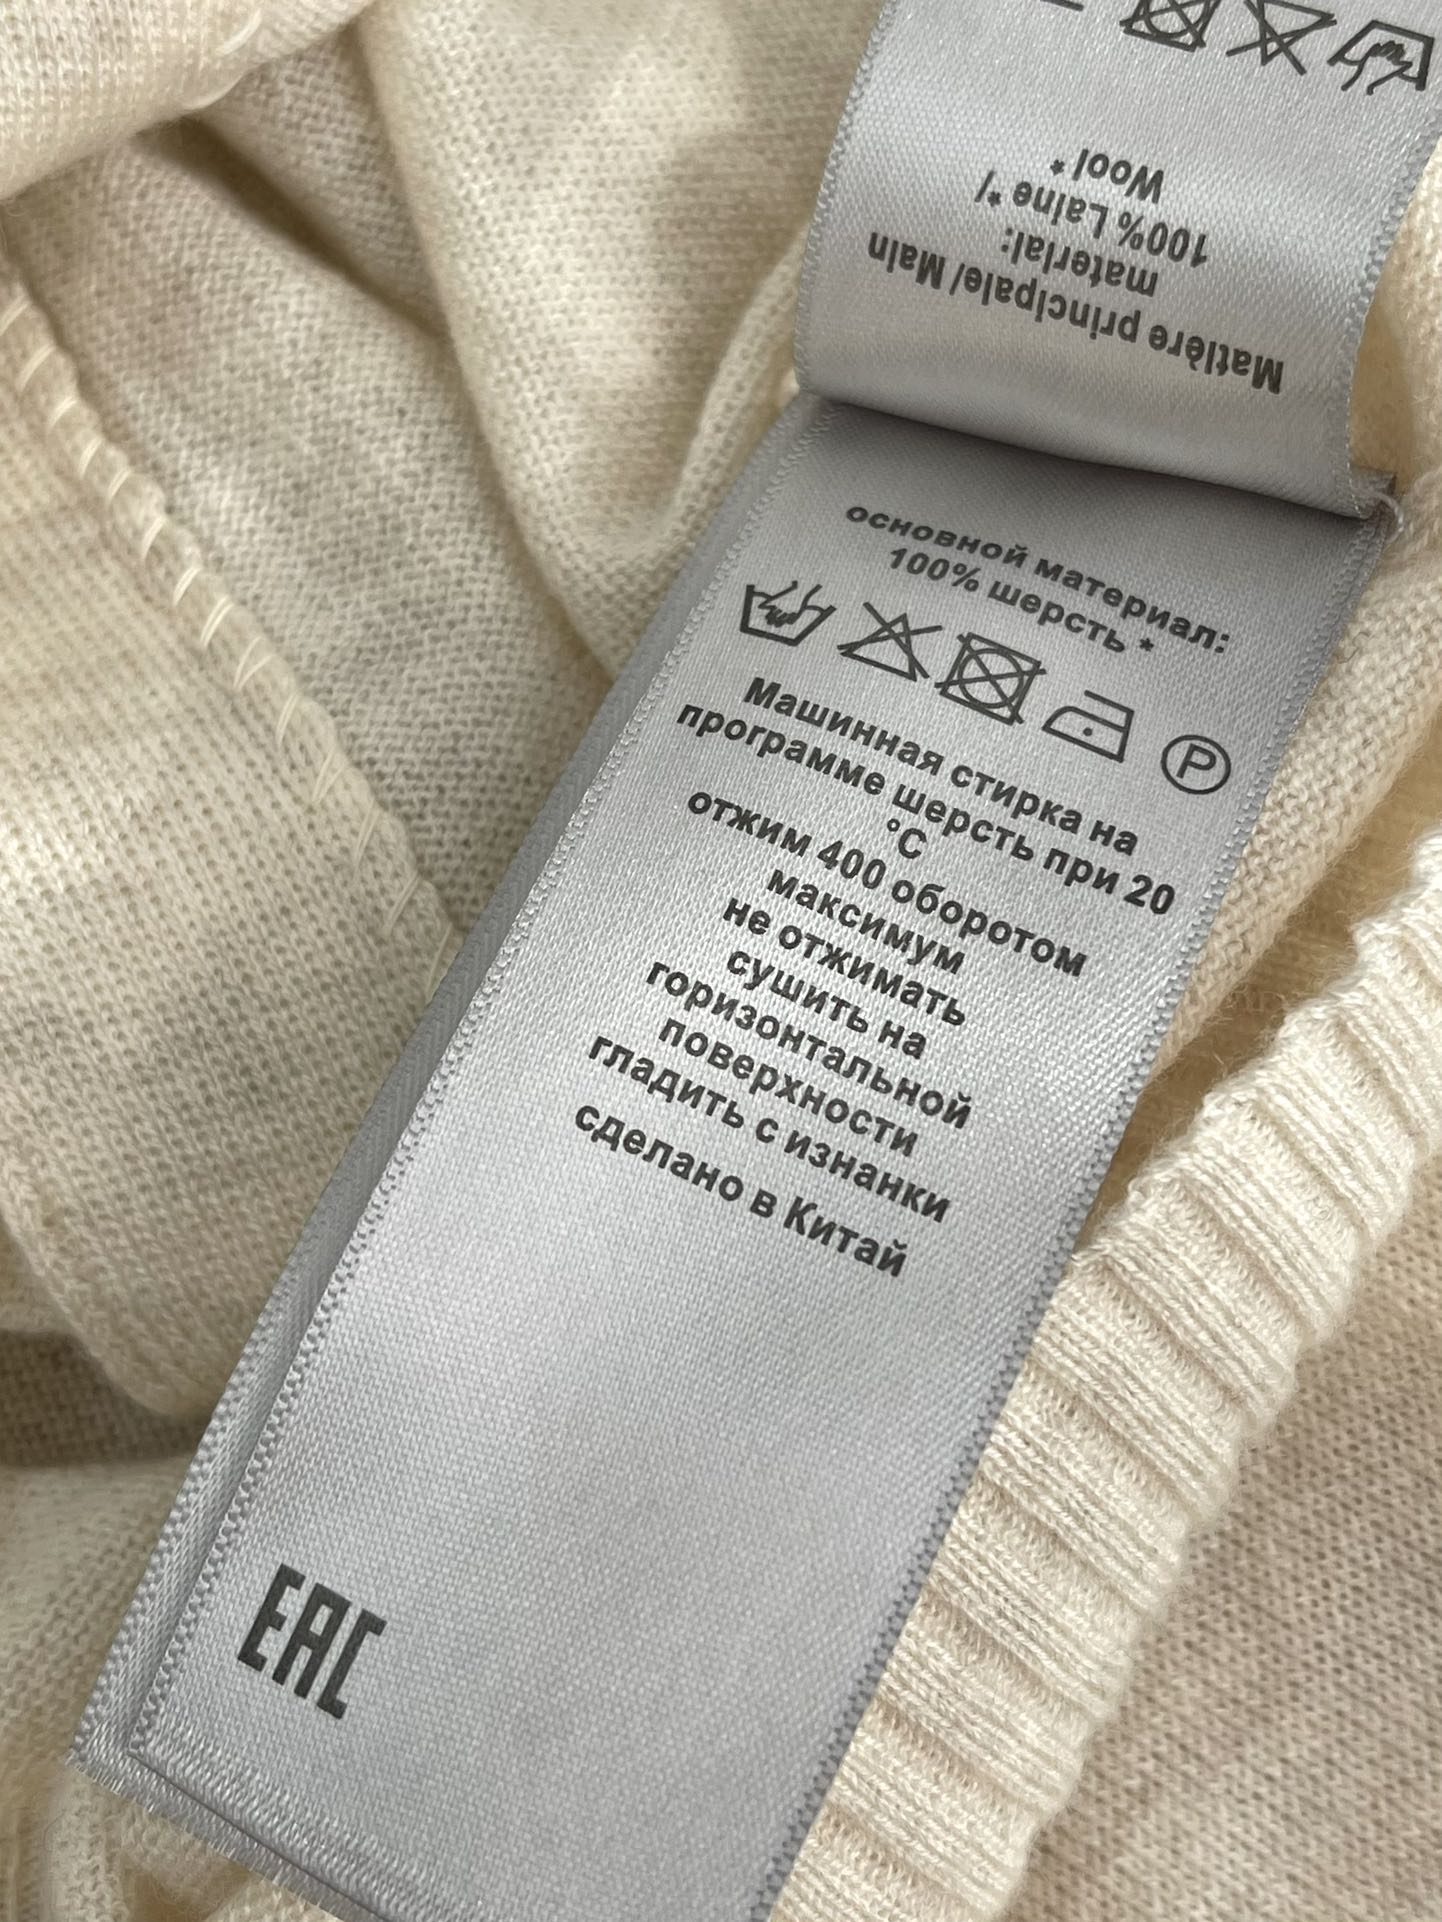 Matière principale/ Main
material:
100% Laine */
Wool *
основной материал:
100% шерсть *
P
Машинная стирка на
программе шерсть при 20
°C
отжим 400 оборотом
максимум
не отжимать
сушить на
горизонтальной
поверхности
гладить с изнанки
сделано в Китай
EAC